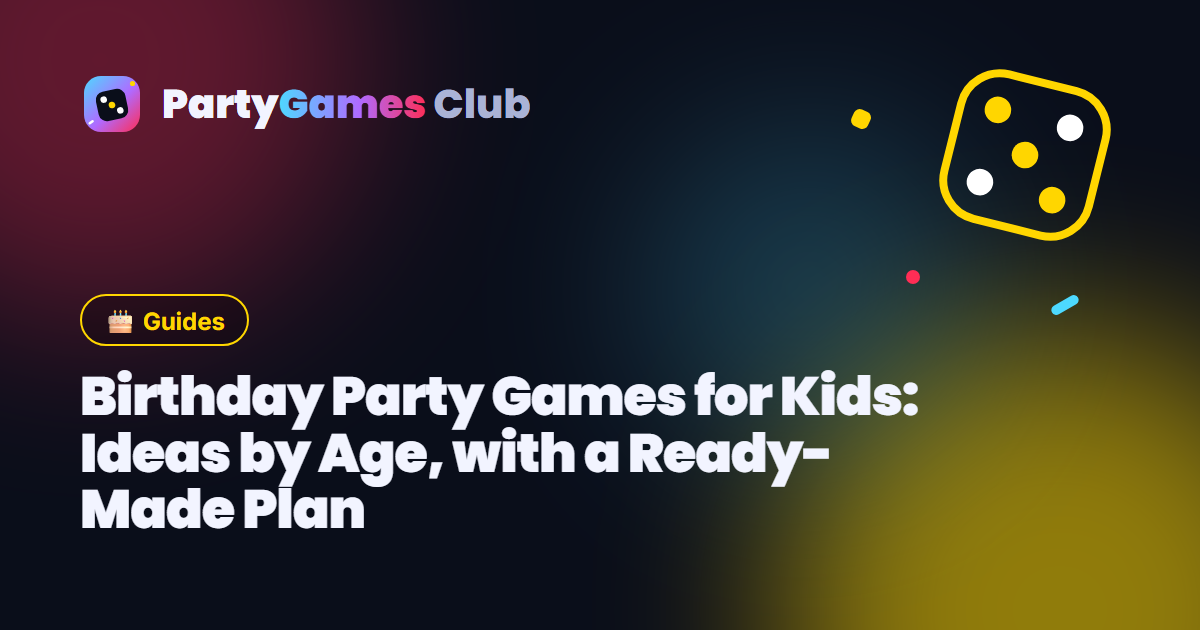 PartyGames Club
Guides
Birthday Party Games for Kids:
Ideas by Age, with a Ready-
Made Plan